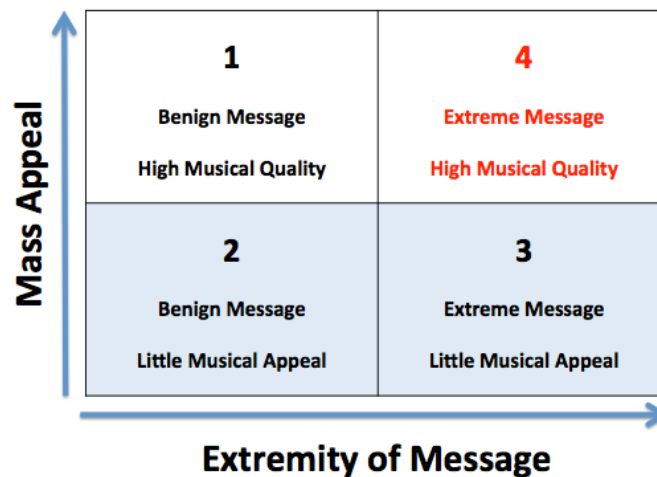 Mass Appeal
1
Benign Message
High Musical Quality
4
Extreme Message
High Musical Quality
2
Benign Message
Little Musical Appeal
3
Extreme Message
Little Musical Appeal
Extremity of Message